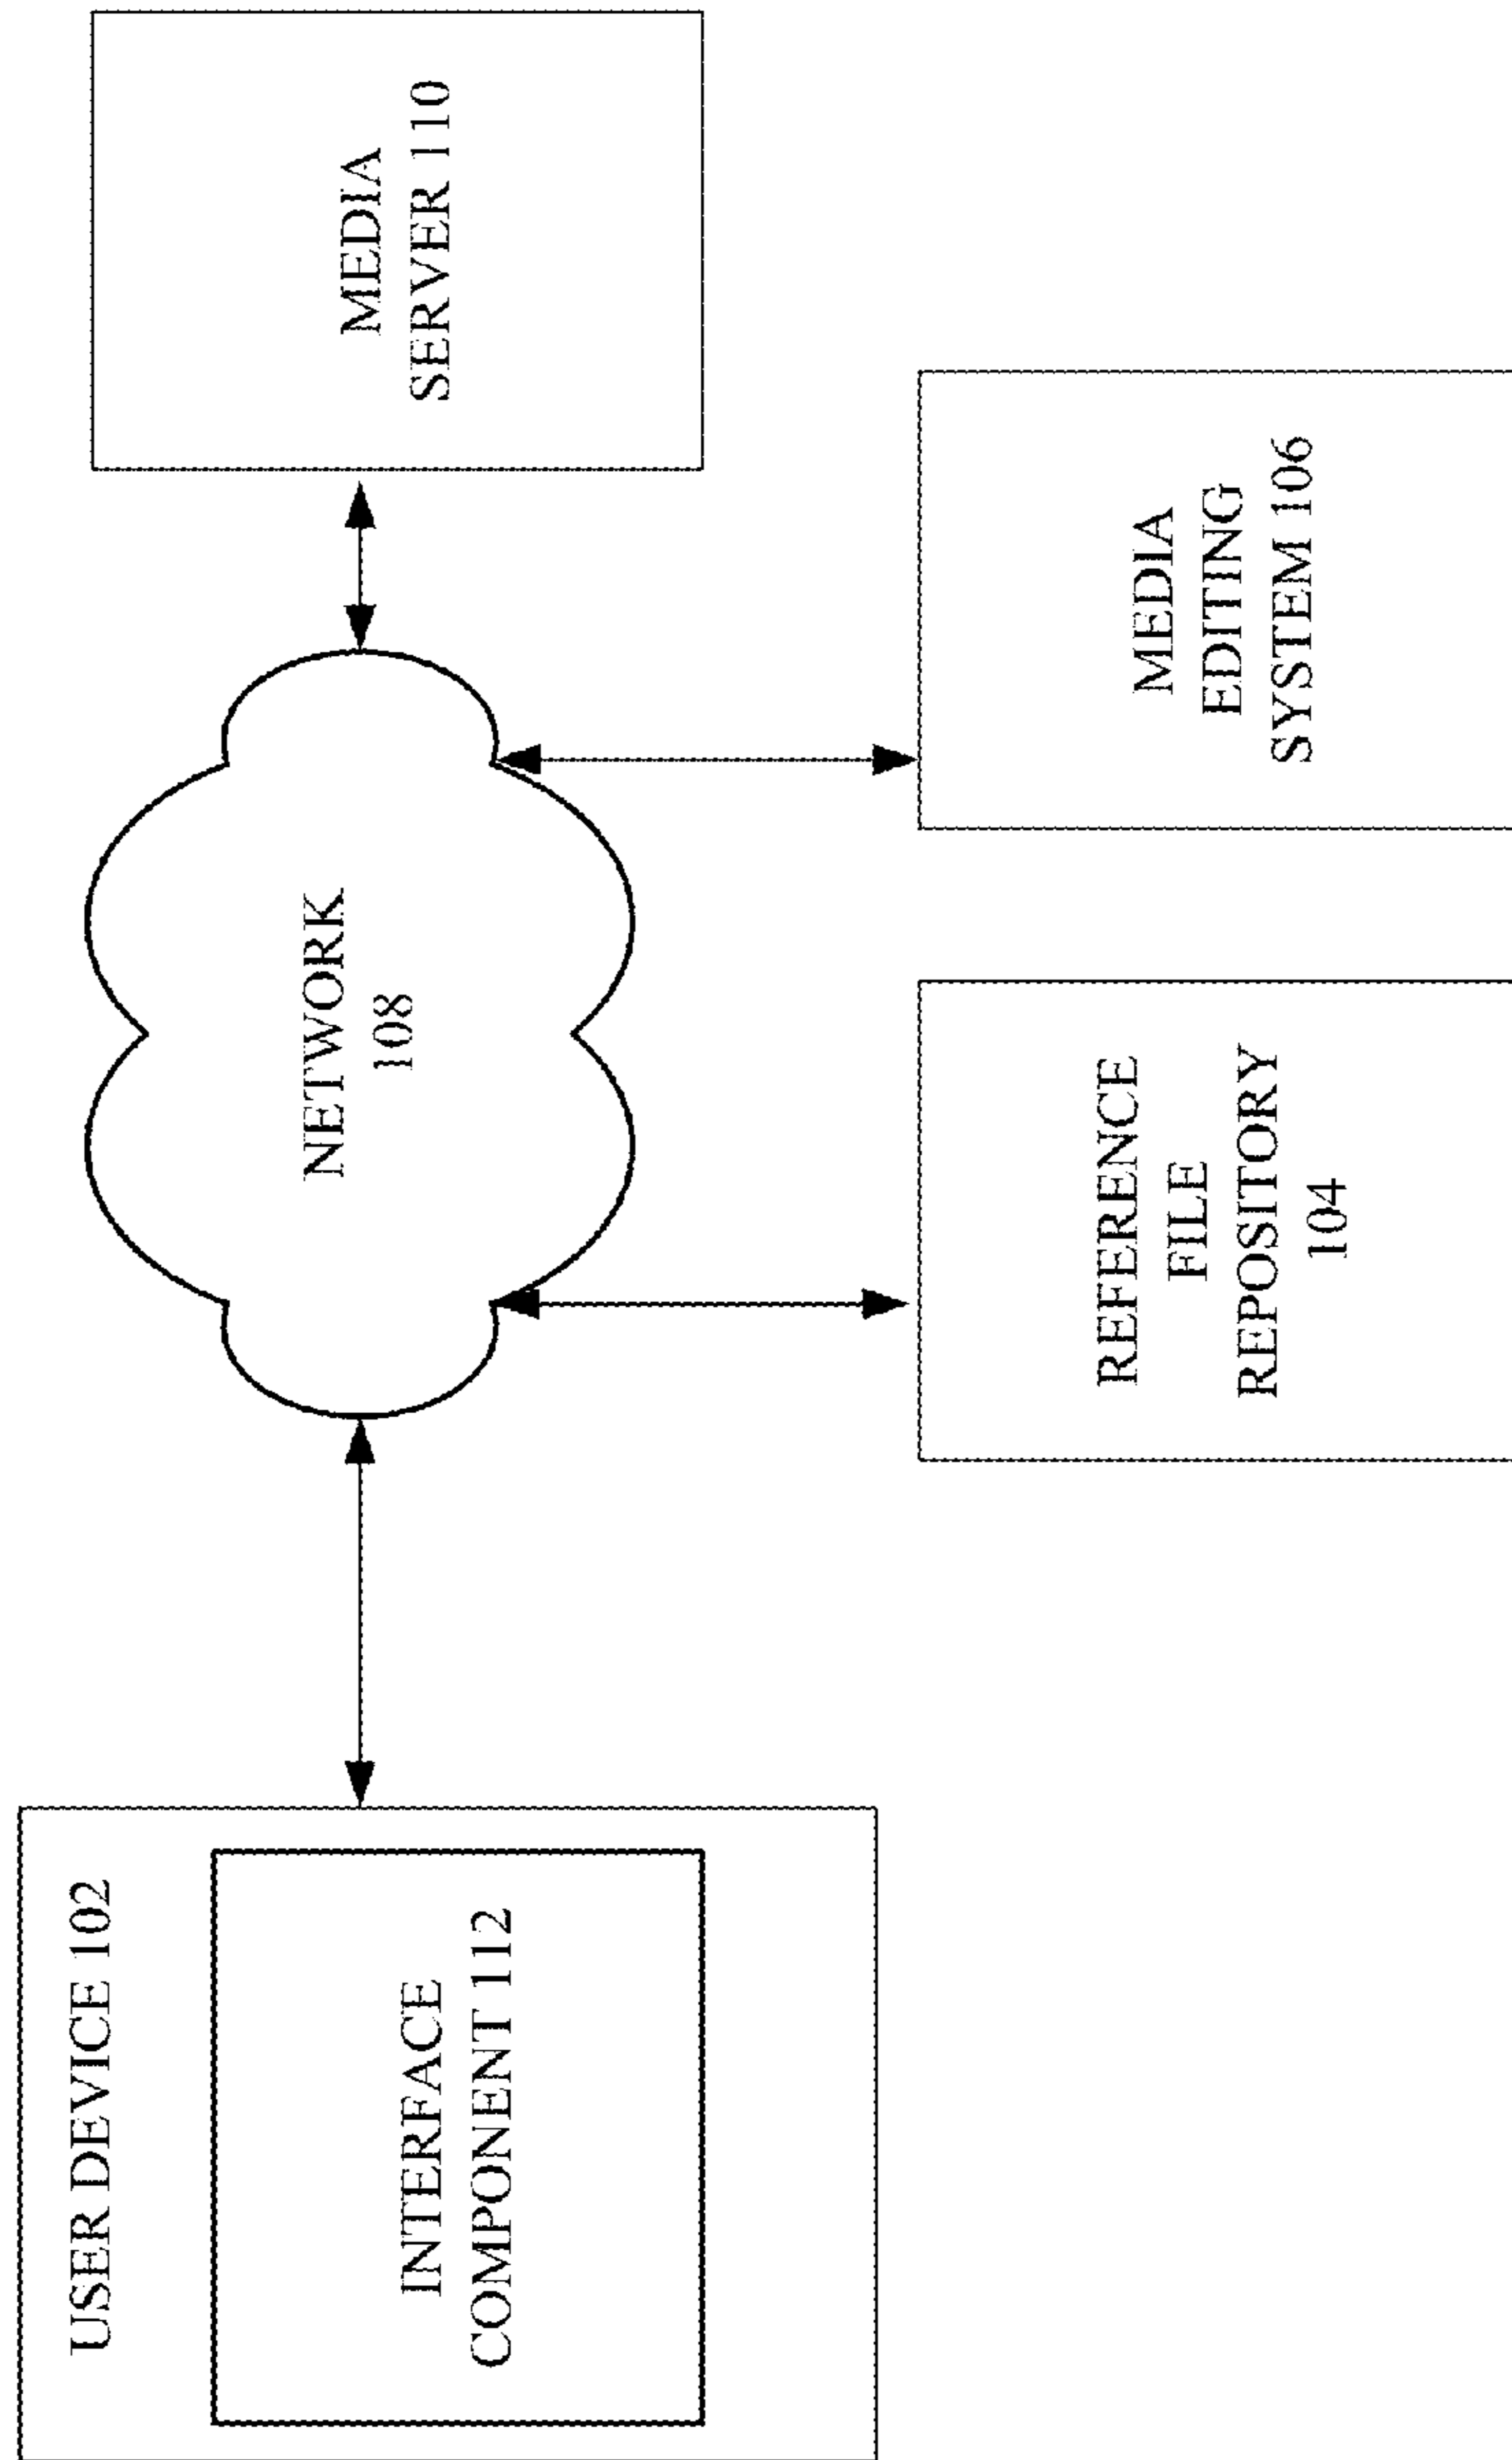 USER DEVICE 102
INTERFACE
COMPONENT 112
NETWORK
108
MEDIA
SERVER 110
REFERENCE
FILE
REPOSITORY
104
MEDIA
EDITING
SYSTEM 106